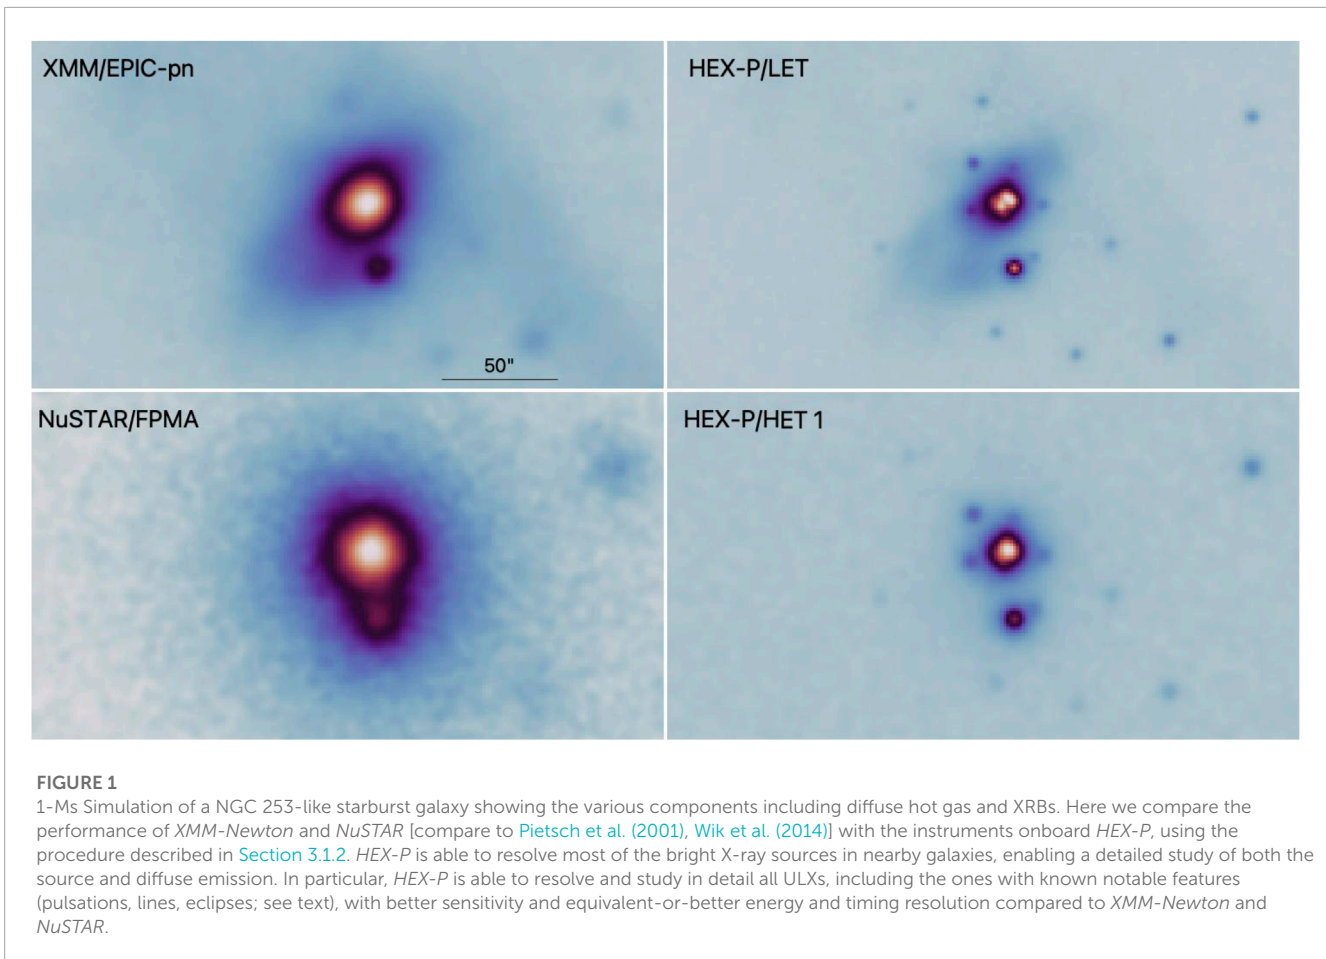 XMM/EPIC-pn
HEX-P/LET
50"
NuSTAR/FPMA
HEX-P/HET 1
FIGURE 1
1-Ms Simulation of a NGC 253-like starburst galaxy showing the various components including diffuse hot gas and XRBs. Here we compare the
performance of XMM-Newton and NuSTAR [compare to Pietsch et al. (2001), Wik et al. (2014)] with the instruments onboard HEX-P, using the
procedure described in Section 3.1.2. HEX-P is able to resolve most of the bright X-ray sources in nearby galaxies, enabling a detailed study of both the
source and diffuse emission. In particular, HEX-P is able to resolve and study in detail all ULXs, including the ones with known notable features
(pulsations, lines, eclipses; see text), with better sensitivity and equivalent-or-better energy and timing resolution compared to XMM-Newton and
NuSTAR.